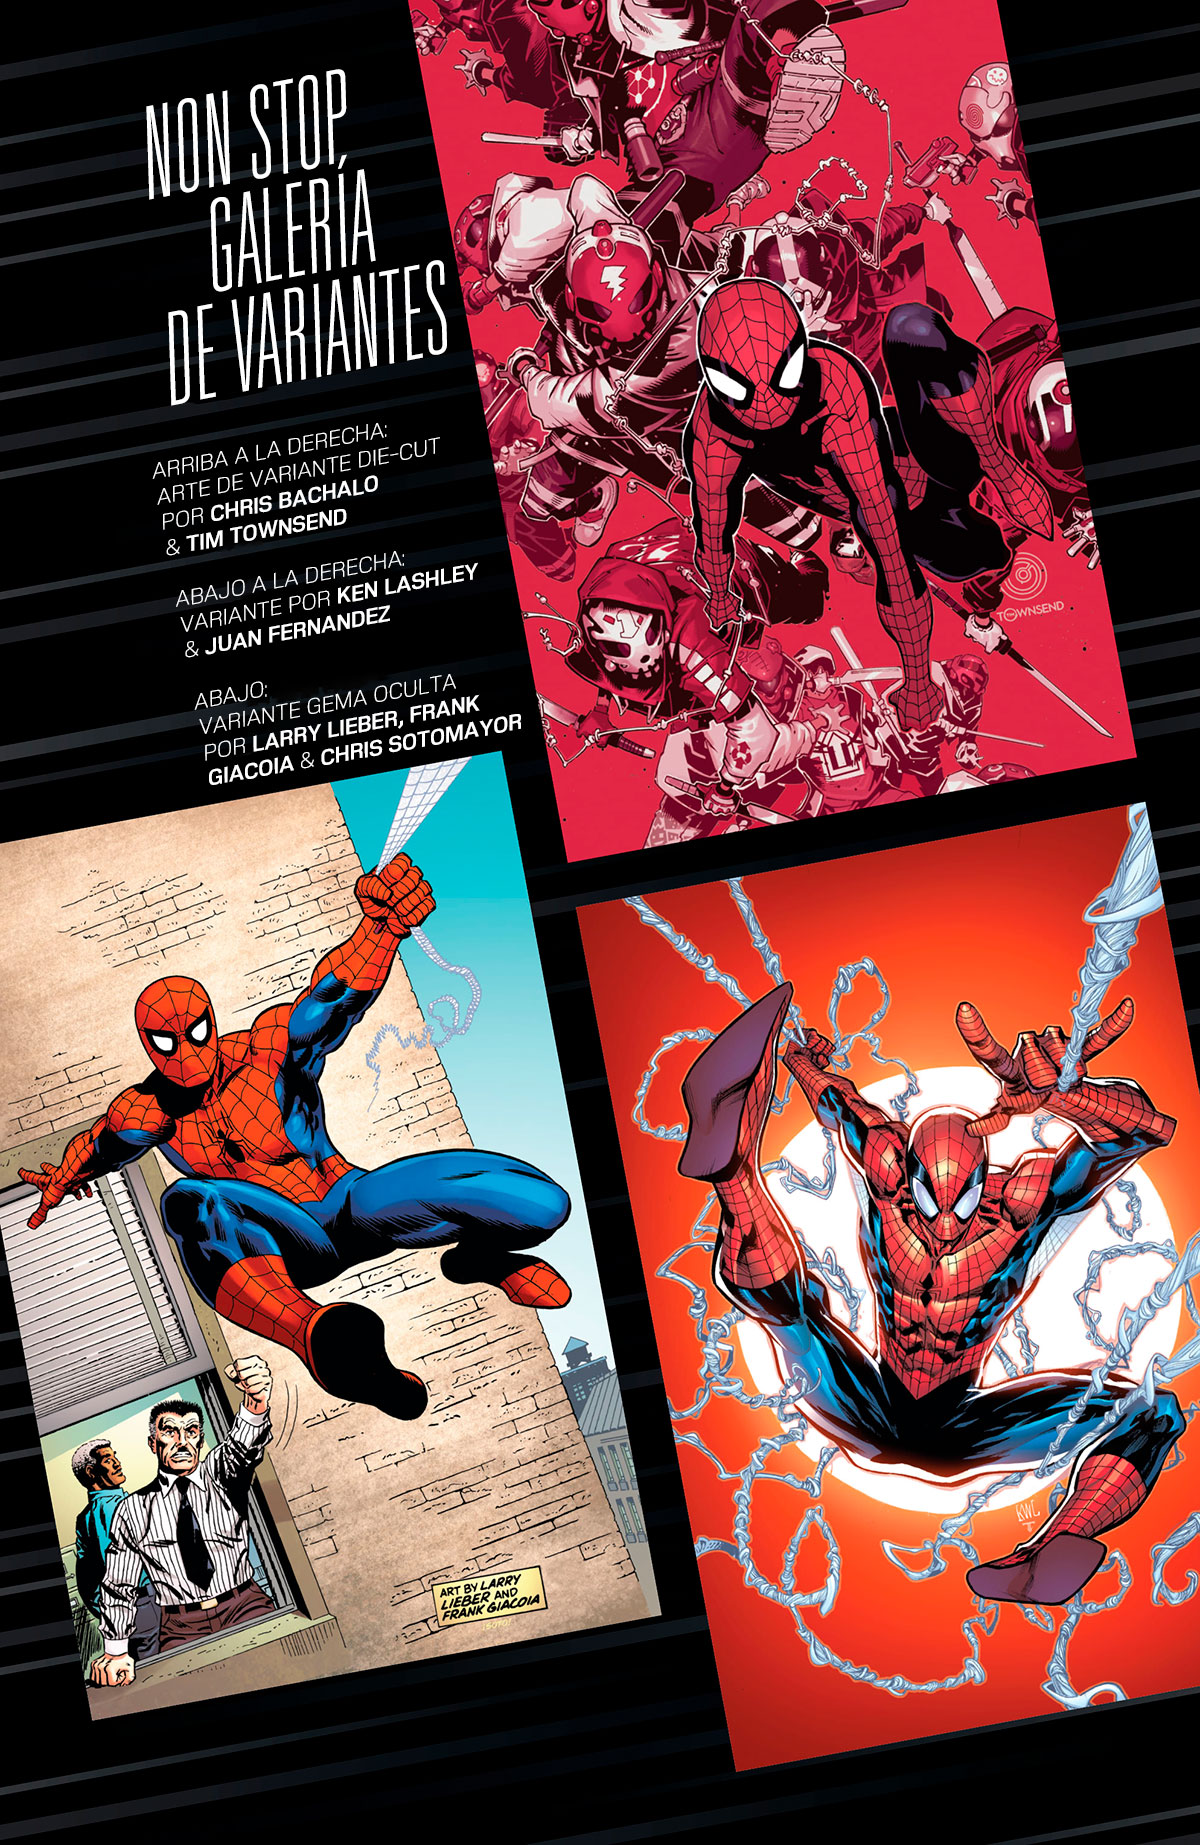 NON STOP,
GALERÍA
DE VARIANTES
ARRIBA A LA DERECHA:
ARTE DE VARIANTE DIE-CUT
POR CHRIS BACHALO
& TIM TOWNSEND
ABAJO A LA DERECHA:
VARIANTE POR KEN LASHLEY
& JUAN FERNANDEZ
ABAJO:
VARIANTE GEMA OCULTA
POR LARRY LIEBER, FRANK
GIACOIA & CHRIS SOTOMAYOR
TOWNSEND
1
ART BY LARRY
LIEBER AND
FRANK GIACOIA